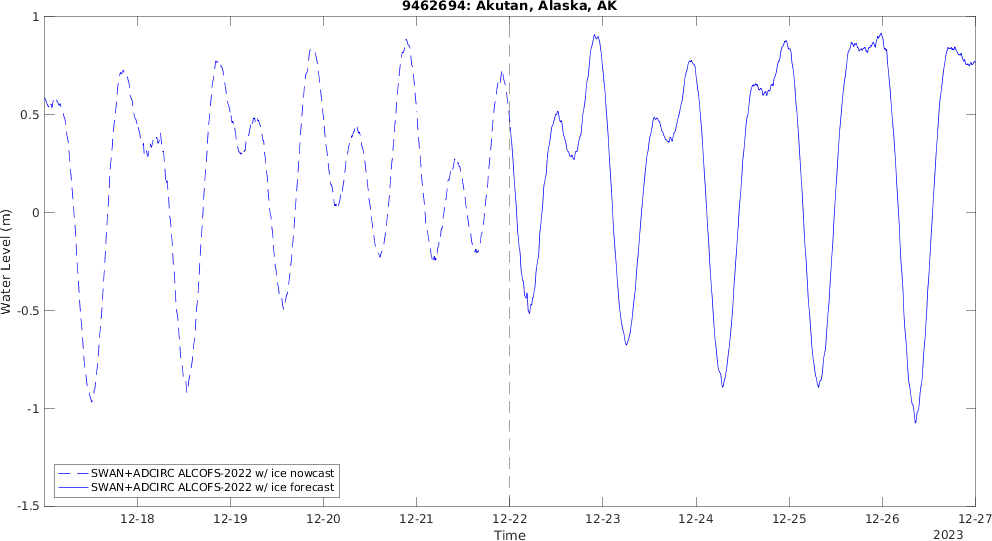 9462694: Akutan, Alaska, AK
1
0.5
0
-0.5
-1
-1.5
Water Level (m)
SWAN+ADCIRC ALCOFS-2022 w/ ice nowcast
SWAN+ADCIRC ALCOFS-2022 w/ ice forecast
12-18 12-19 12-20 12-21 12-22 12-23 12-24 12-25 12-26 12-27
Time
2023